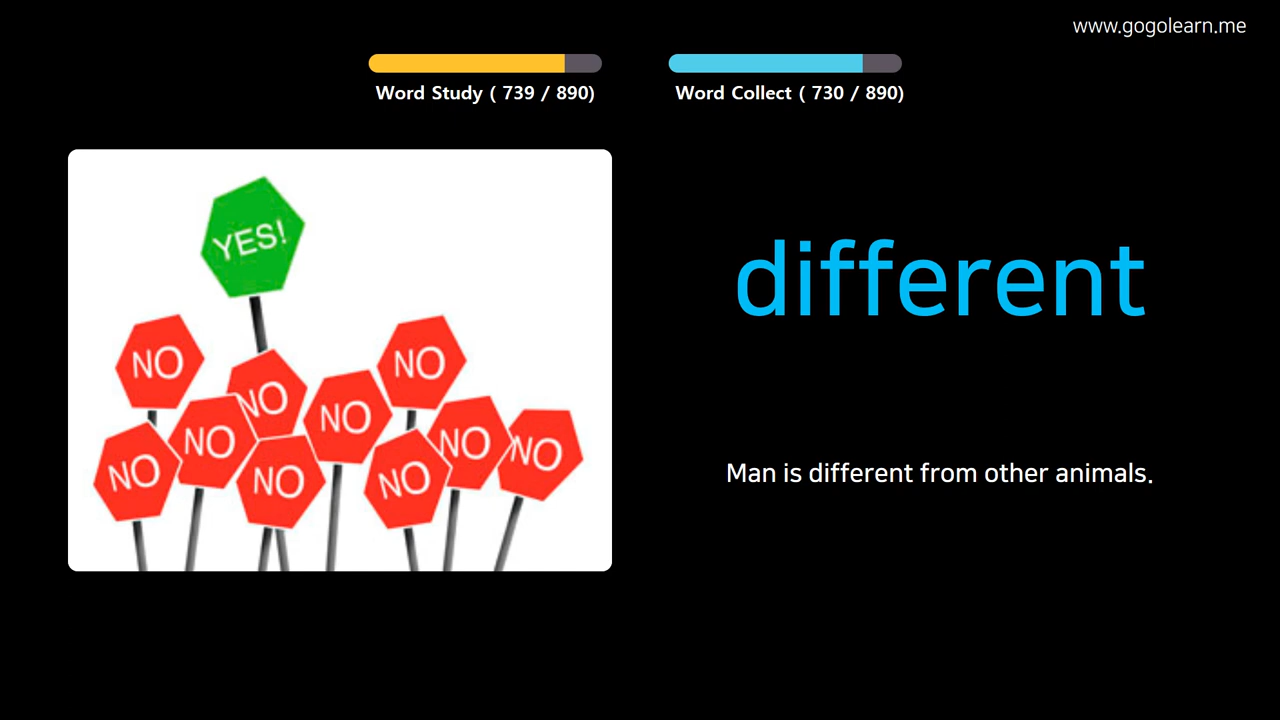 www.gogolearn.me
Word Study ( 739 / 890)
Word Collect ( 730 / 890)
YES!
NO
NO
NO
NO
NO
NO
NO
NO
NO
NO
different
Man is different from other animals.